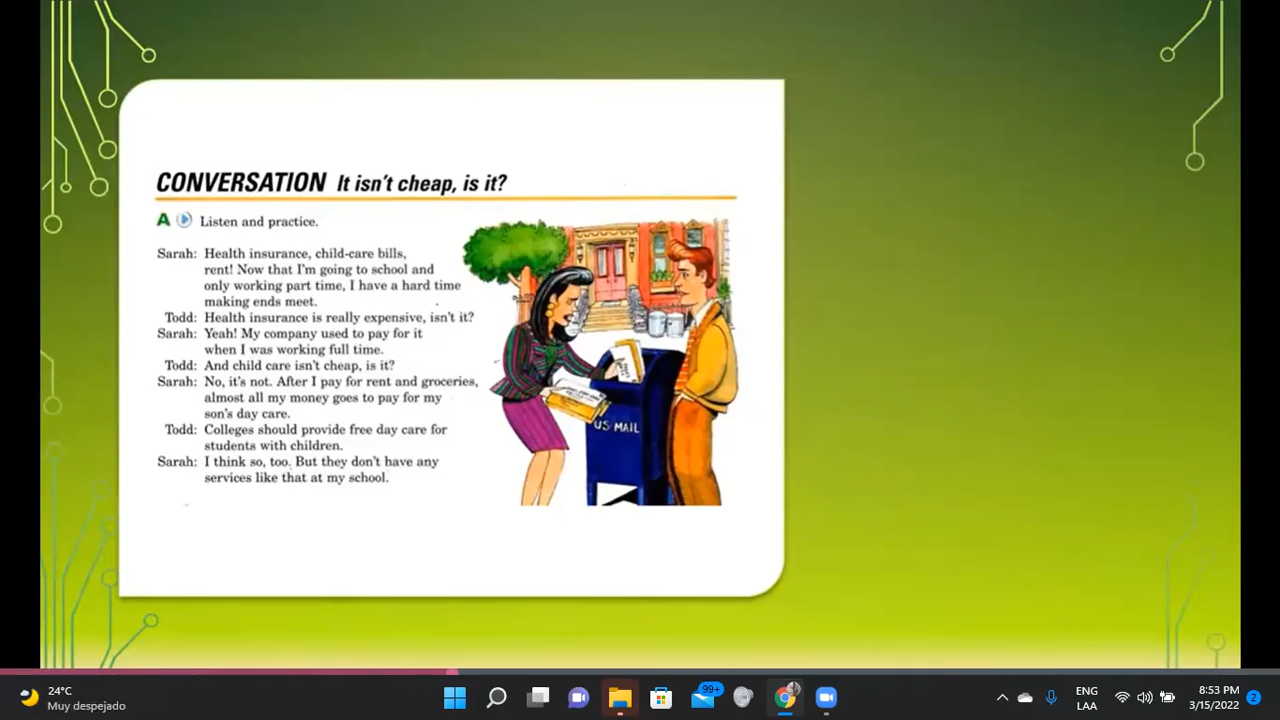 CONVERSATION It isn't cheap, is it?
A Listen and practice.
Sarah: Health insurance, child-care bills,
rent! Now that I'm going to school and
only working part time, I have a hard time
making ends meet.
Todd: Health insurance is really expensive, isn't it?
Sarah: Yeah! My company used to pay for it
when I was working full time.
Todd: And child care isn't cheap, is it?
Sarah: No, it's not. After I pay for rent and groceries,
almost all my money goes to pay for my
son's day care.
Todd: Colleges should provide free day care for
students with children.
Sarah: I think so, too. But they don't have any
services like that at my school.
US MAIL
24°C
Muy despejado
99+
ENG
LAA
8:53 PM
3/15/2022
2